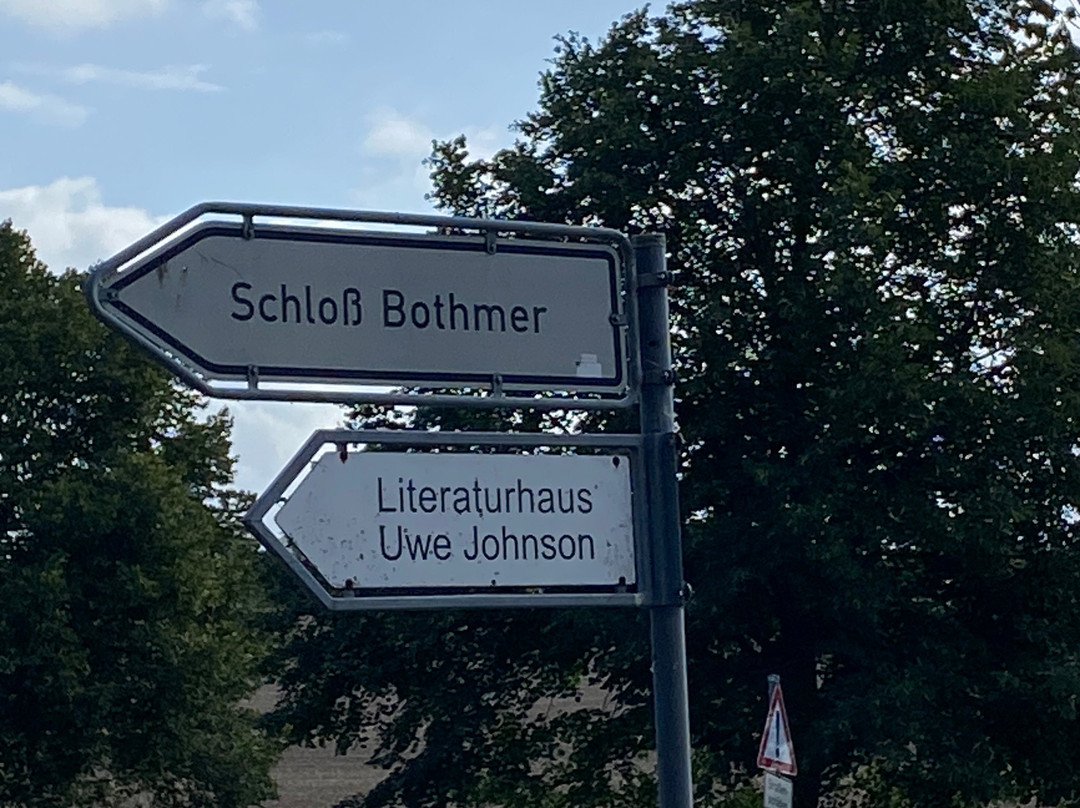 Schloß Bothmer
Literaturhaus
Uwe Johnson